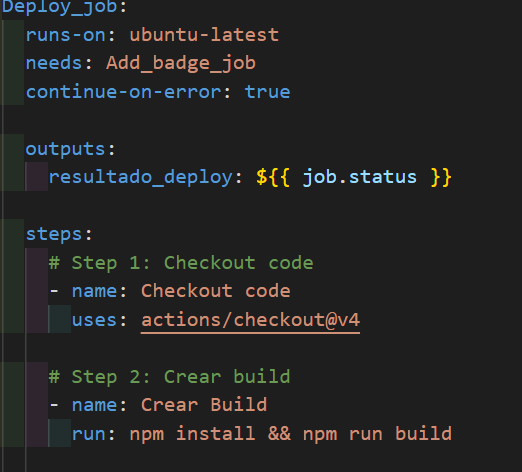 Deploy_job:
runs-on: ubuntu-latest
needs: Add_badge_job
continue-on-error: true
outputs:
resultado_deploy: ${{ job.status }}
steps:
# Step 1: Checkout code
- name: Checkout code
uses: actions/checkout@v4
# Step 2: Crear build
- name: Crear Build
run: npm install && npm run build